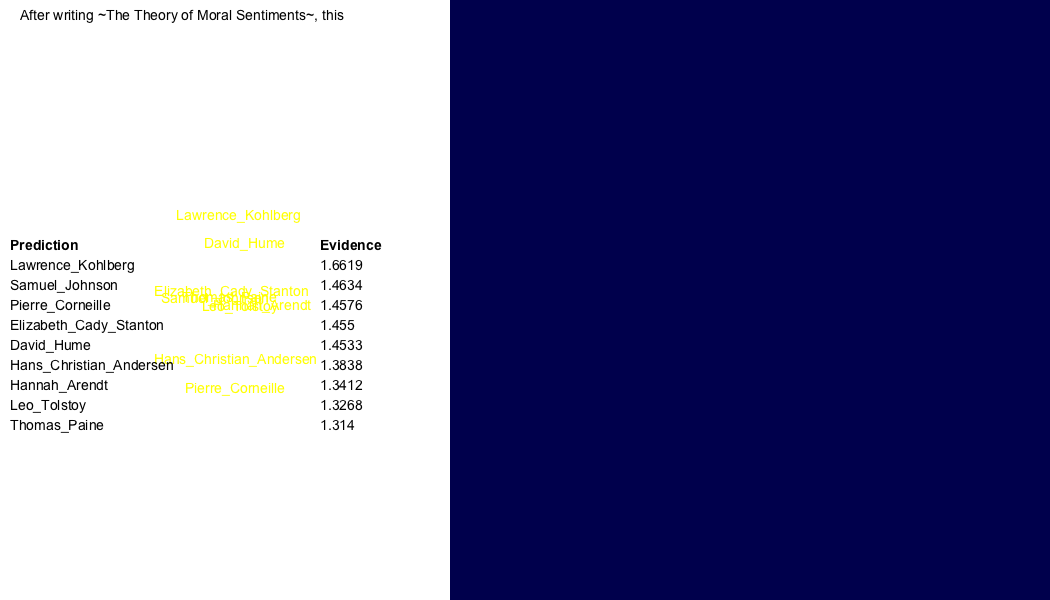 After writing ~The Theory of Moral Sentiments~, this
Lawrence_Kohlberg
David_Hume
Prediction Evidence
Lawrence_Kohlberg 1.6619
Samuel_Johnson 1.4634
Elizabeth_Cady_Stanton
Pierre_Corneille 1.4576
Leo_Tolstoy
Elizabeth_Cady_Stanton 1.455
David_Hume 1.4533
Hans_Christian_Andersen
Hans_Christian_Andersen 1.3838
Hannah_Arendt 1.3412
Pierre_Corneille
Leo_Tolstoy 1.3268
Thomas_Paine 1.314